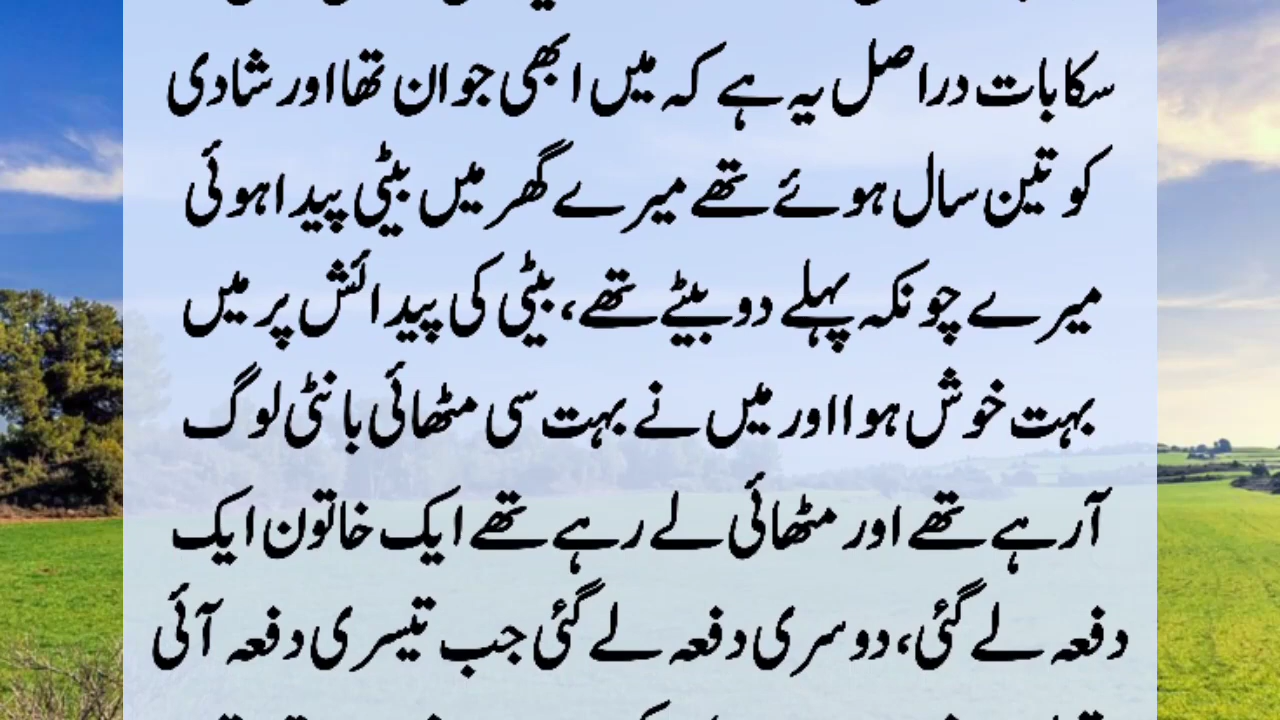 سکا بات دراصل یہ ہے کہ میں ابھی جوان تھا اور شادی
کو تین سال ہوئے تھے میرے گھر میں بیٹی پیدا ہوئی
میرے چونکہ پہلے دو بیٹے تھے، بیٹی کی پیدائش پر میں
بہت خوش ہوا اور میں نے بہت سی مٹھائی بانٹی لوگ
آرہے تھے اور مٹھائی لے رہے تھے ایک خاتون ایک
دفعہ لے گئی، دوسری دفعہ لے گئی جب تیسری دفعہ آئی